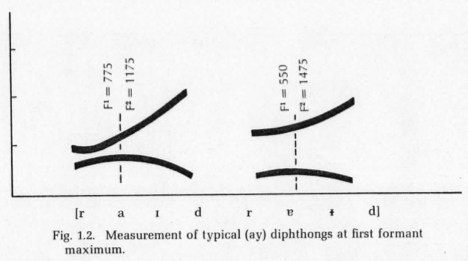 F¹ = 775
F² = 1175
F¹ = 550
F² = 1475
[r a ɪ d r ɐ ɨ d]
Fig. 1.2. Measurement of typical (ay) diphthongs at first formant
maximum.